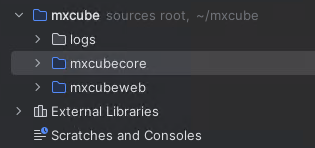 mxcube sources root, ~/mxcube
logs
mxcubecore
mxcubeweb
External Libraries
Scratches and Consoles